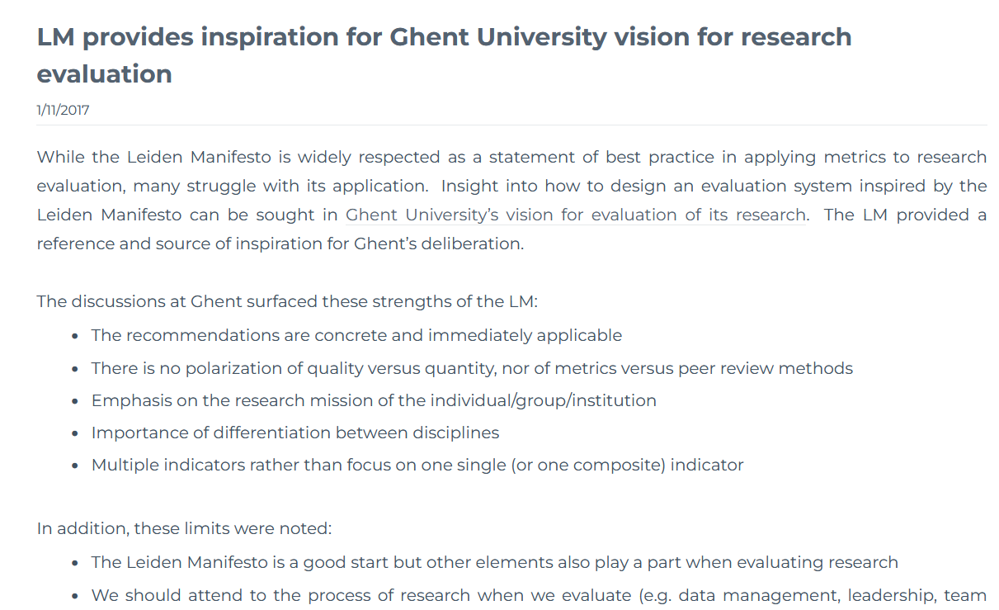 LM provides inspiration for Ghent University vision for research
evaluation
1/11/2017
While the Leiden Manifesto is widely respected as a statement of best practice in applying metrics to research
evaluation, many struggle with its application.  Insight into how to design an evaluation system inspired by the
Leiden Manifesto can be sought in Ghent University’s vision for evaluation of its research.  The LM provided a
reference and source of inspiration for Ghent’s deliberation.
The discussions at Ghent surfaced these strengths of the LM:
• The recommendations are concrete and immediately applicable
• There is no polarization of quality versus quantity, nor of metrics versus peer review methods
• Emphasis on the research mission of the individual/group/institution
• Importance of differentiation between disciplines
• Multiple indicators rather than focus on one single (or one composite) indicator
In addition, these limits were noted:
• The Leiden Manifesto is a good start but other elements also play a part when evaluating research
• We should attend to the process of research when we evaluate (e.g. data management, leadership, team